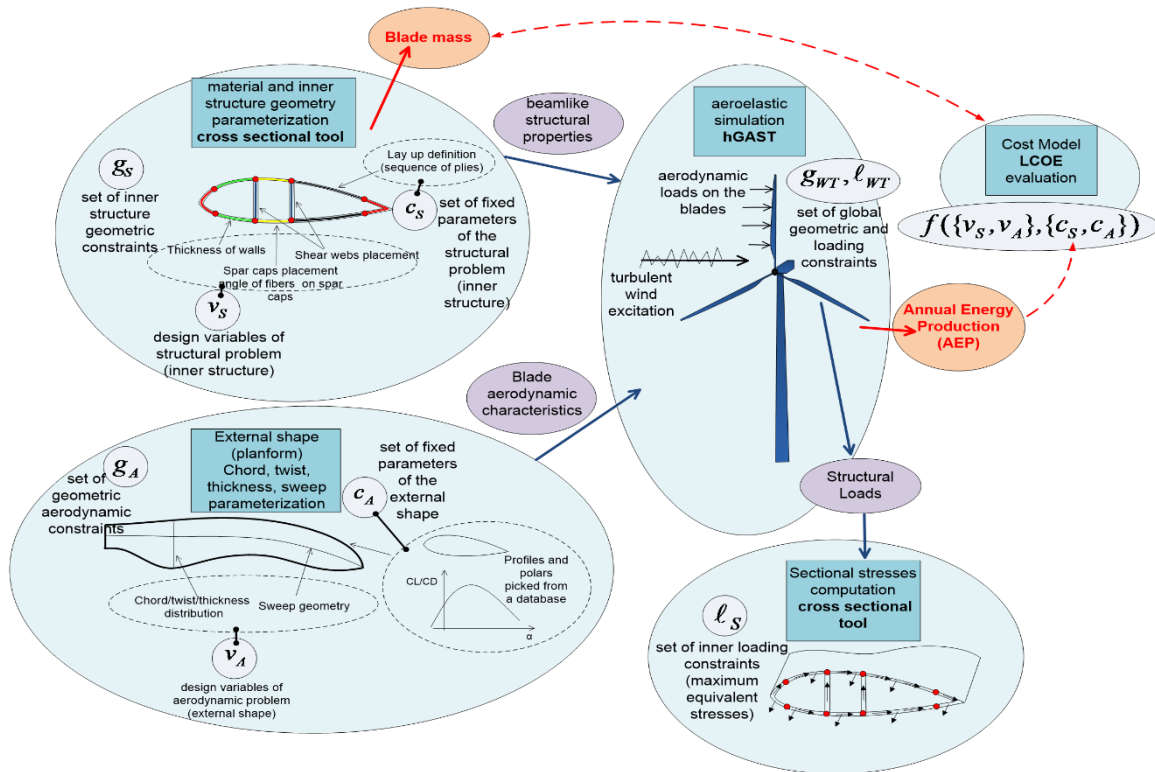 Blade mass
material and inner
structure geometry
parameterization
cross sectional tool
g_S
set of inner
structure
geometric
constraints
Lay up definition
(sequence of plies)
c_S
set of fixed
parameters
of the
structural
problem
(inner
structure)
Thickness of walls
Shear webs placement
Spar caps placement
angle of fibers on spar
caps
v_S
design variables of
structural problem
(inner structure)
beamlike
structural
properties
aeroelastic
simulation
hGAST
aerodynamic
loads on the
blades
g_WT, ℓ_WT
set of global
geometric and
loading
constraints
turbulent
wind
excitation
Cost Model
LCOE
evaluation
f({v_S,v_A},{c_S,c_A})
Annual Energy
Production
(AEP)
Blade
aerodynamic
characteristics
External shape
(planform)
Chord, twist,
thickness, sweep
parameterization
g_A
set of
geometric
aerodynamic
constraints
set of fixed
parameters
of the
external
shape
c_A
Profiles and
polars
picked from
a database
CL/CD
α
Chord/twist/thickness
distribution
Sweep geometry
v_A
design variables of
aerodynamic problem
(external shape)
Structural
Loads
Sectional stresses
computation
cross sectional
tool
ℓ_S
set of inner loading
constraints
(maximum
equivalent
stresses)